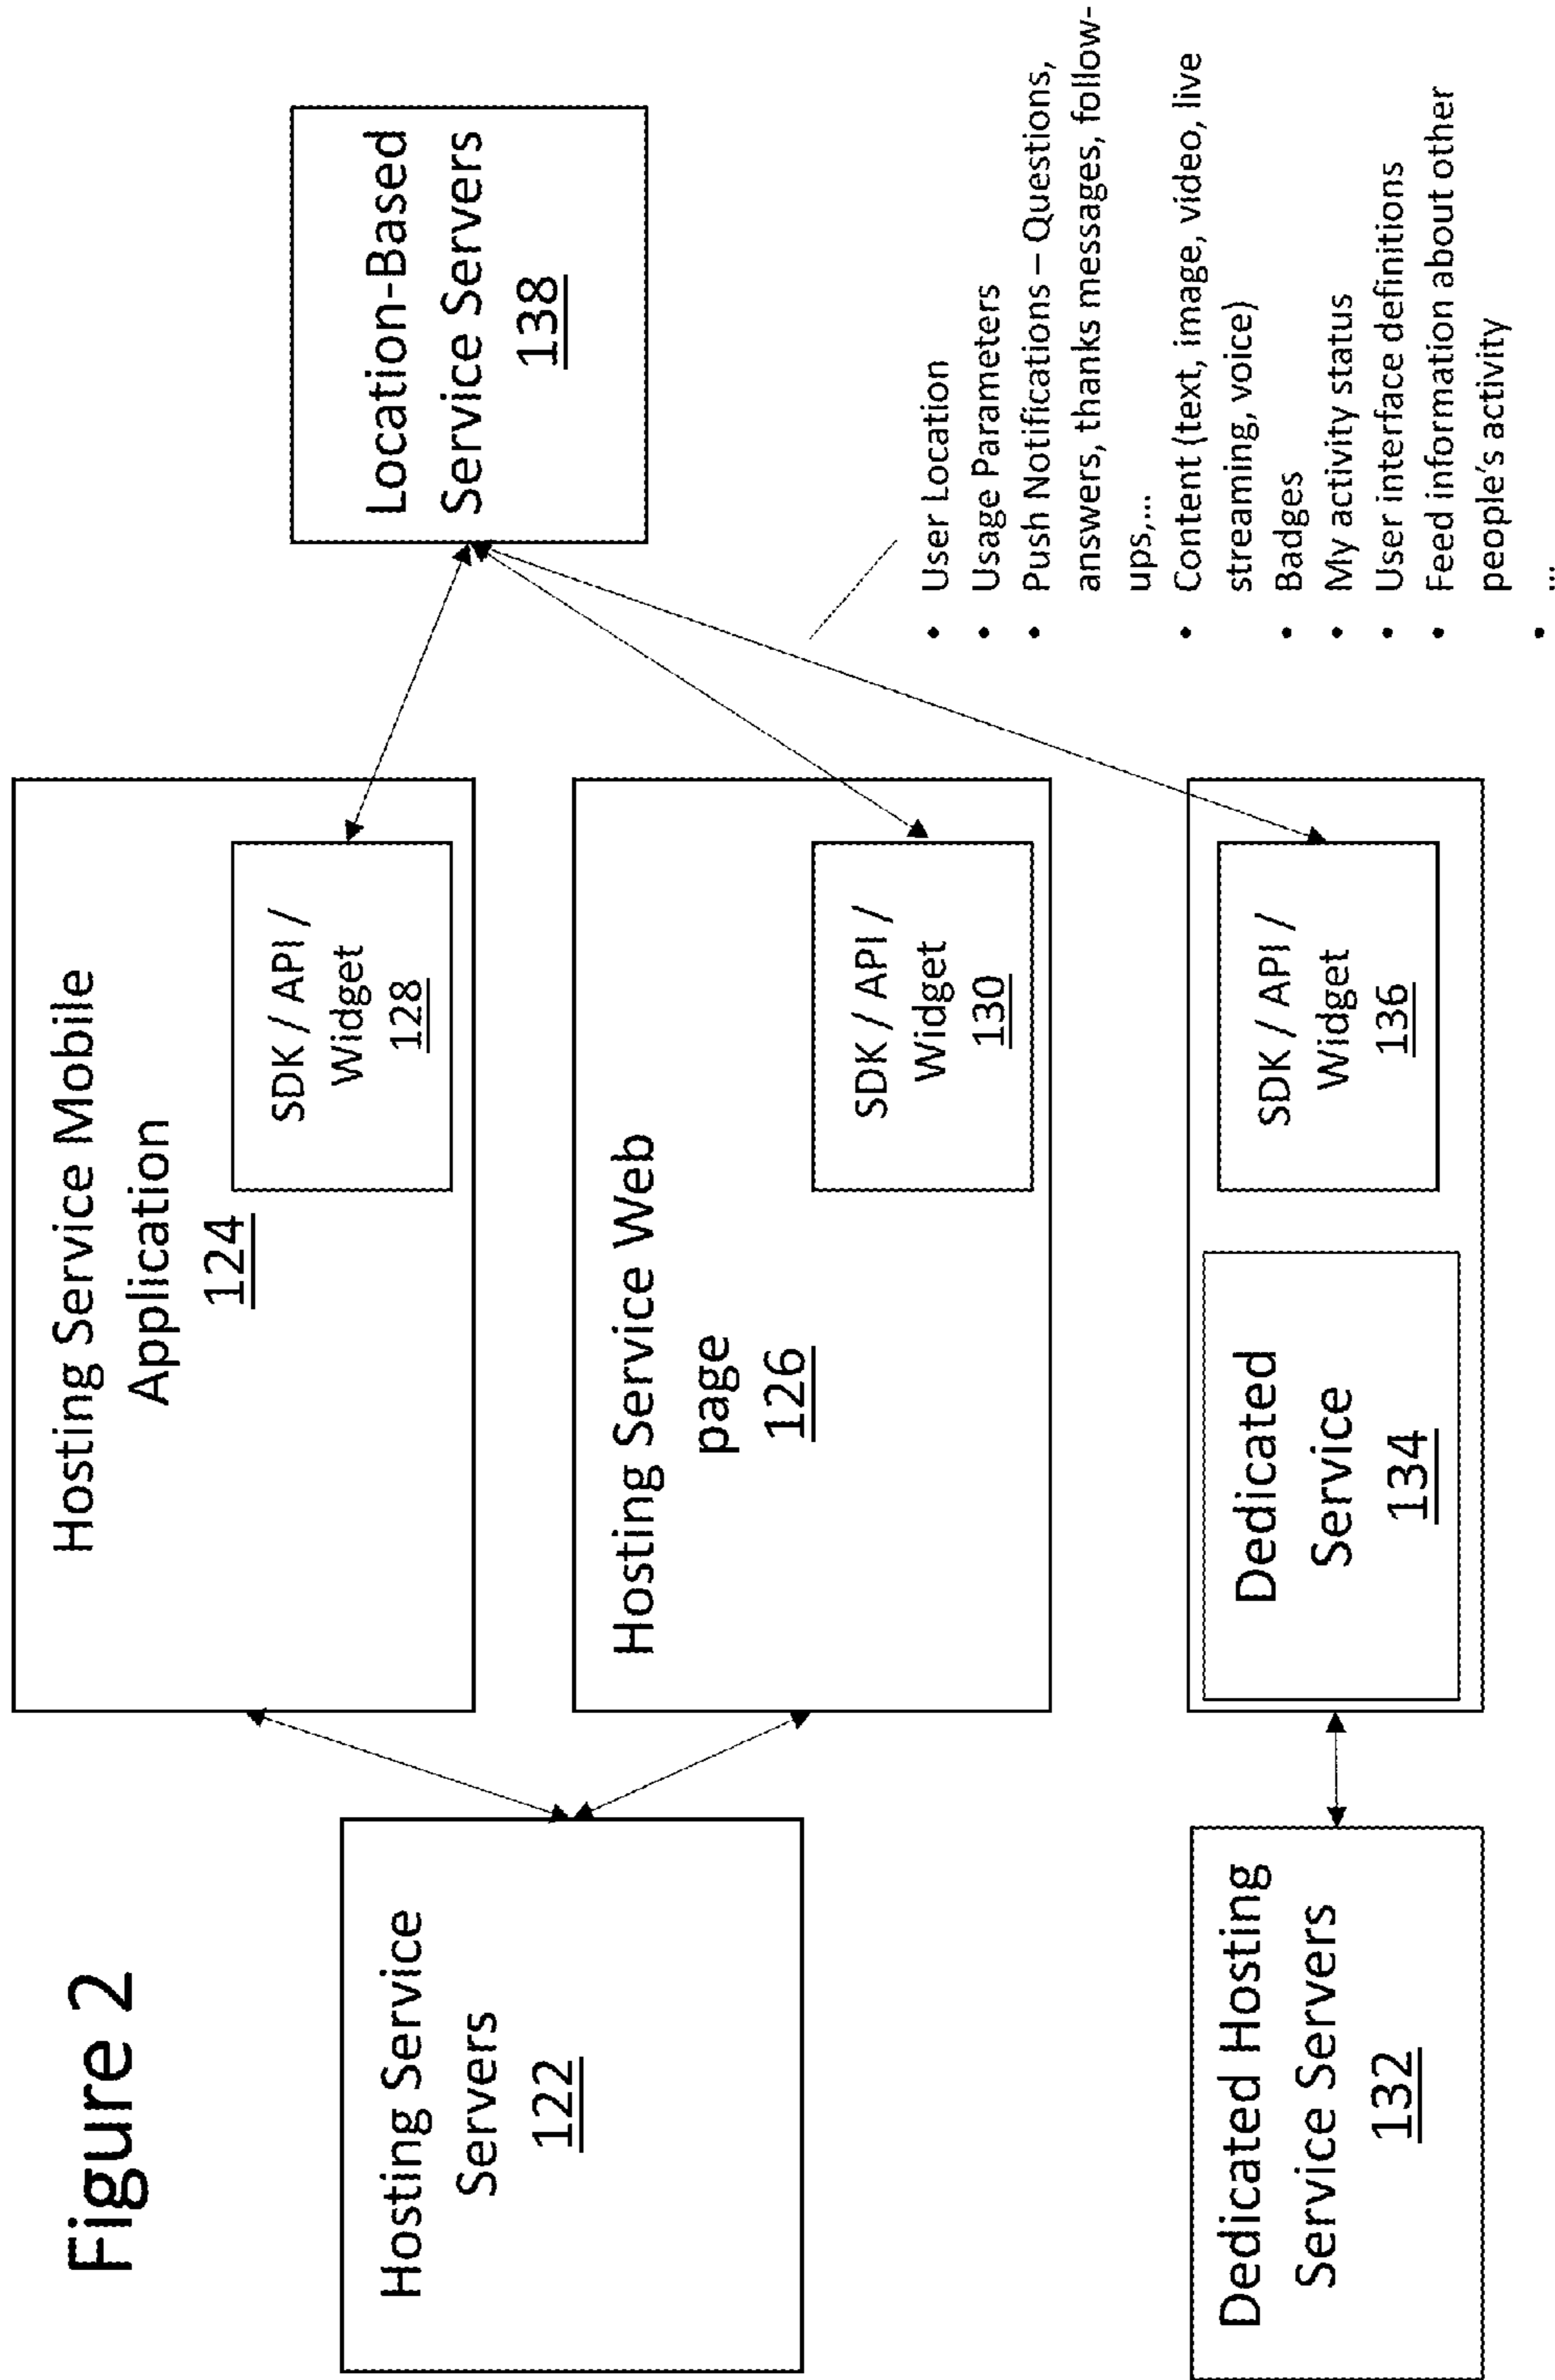 Figure 2
Hosting Service
Servers
122
Hosting Service Mobile
Application
124
SDK / API /
Widget
128
Hosting Service Web
page
126
SDK / API /
Widget
130
Location-Based
Service Servers
138
Dedicated Hosting
Service Servers
132
Dedicated
Service
134
SDK / API /
Widget
136
• User Location
• Usage Parameters
• Push Notifications – Questions,
answers, thanks messages, follow-
ups,...
• Content (text, image, video, live
streaming, voice)
• Badges
• My activity status
• User interface definitions
• Feed information about other
people's activity
• ...